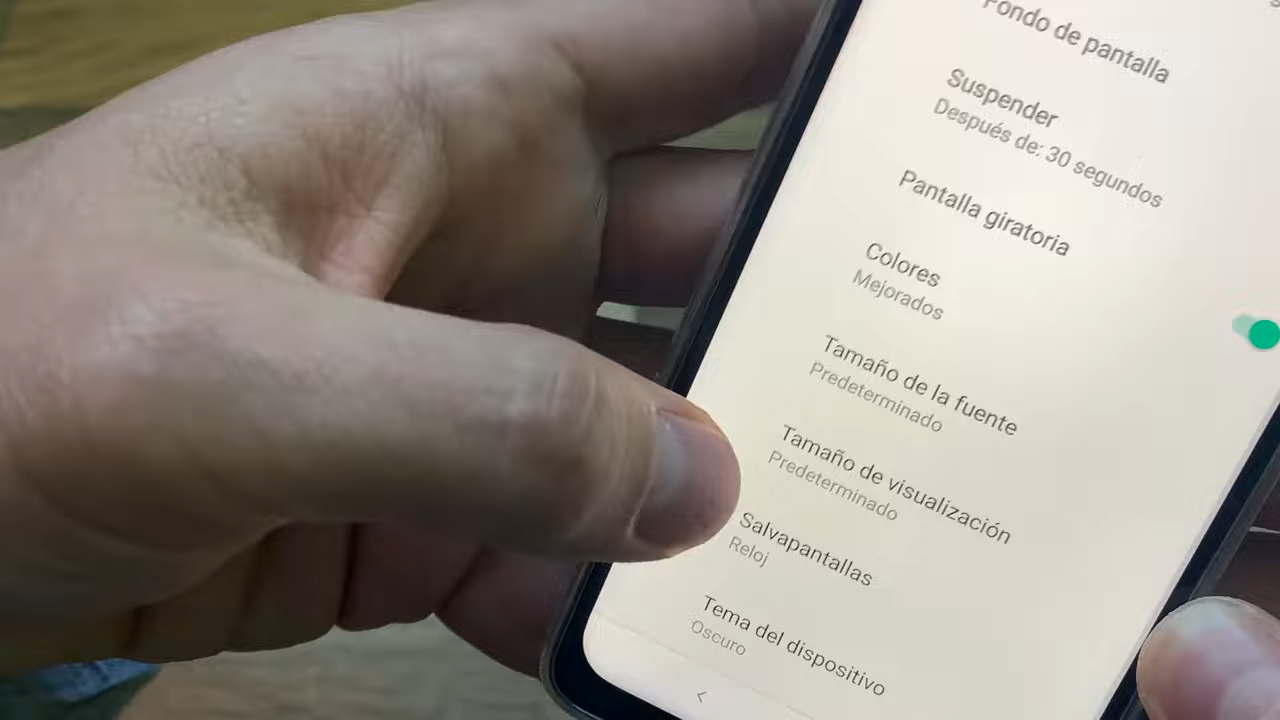 Fondo de pantalla
Suspender
Después de: 30 segundos
Pantalla giratoria
Colores
Mejorados
Tamaño de la fuente
Predeterminado
Tamaño de visualización
Predeterminado
Salvapantallas
Reloj
Tema del dispositivo
Oscuro